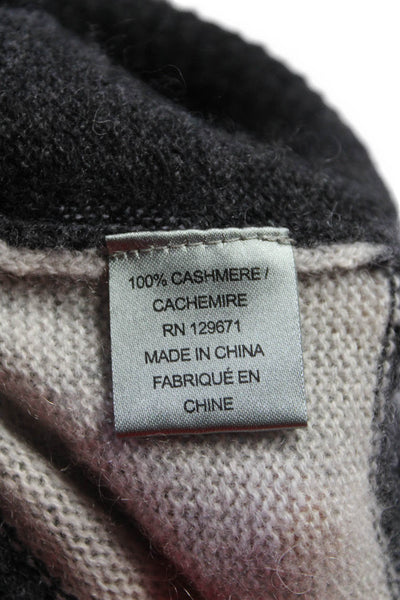 100% CASHMERE /
CACHEMIRE
RN 129671
MADE IN CHINA
FABRIQUÉ EN
CHINE